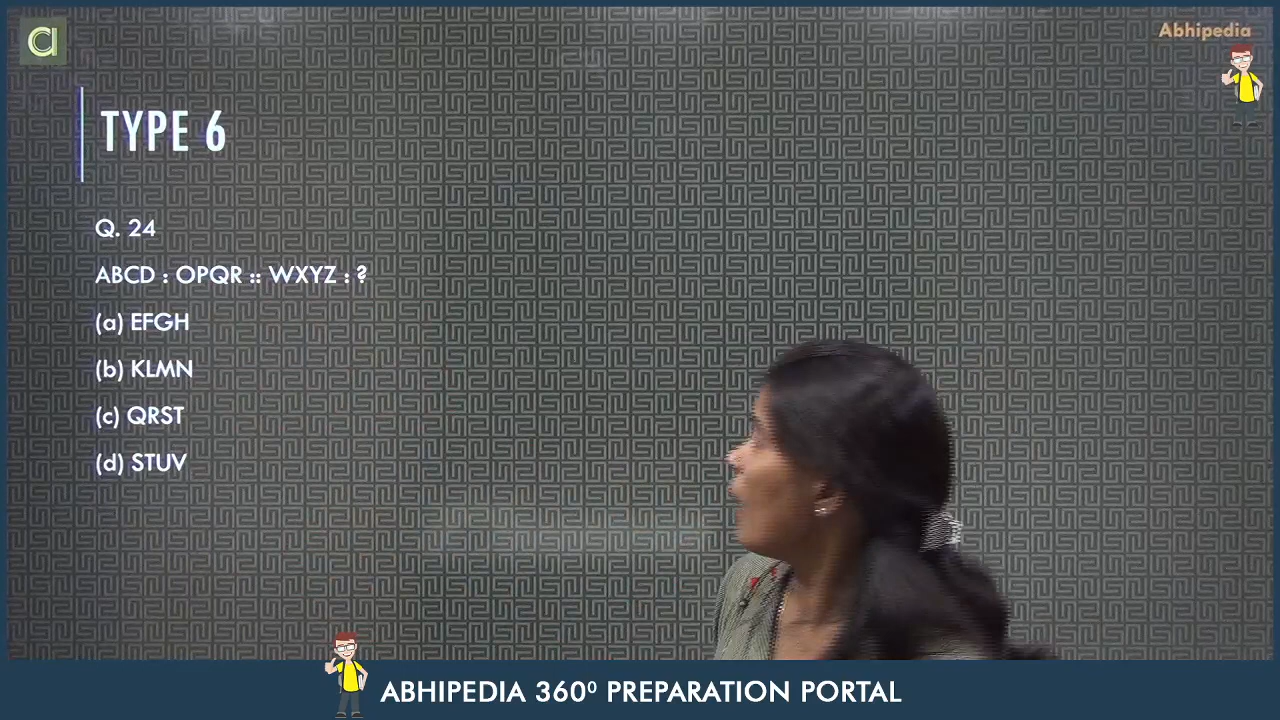 Abhipedia
TYPE 6
Q. 24
ABCD : OPQR :: WXYZ : ?
(a) EFGH
(b) KLMN
(c) QRST
(d) STUV
ABHIPEDIA 360⁰ PREPARATION PORTAL